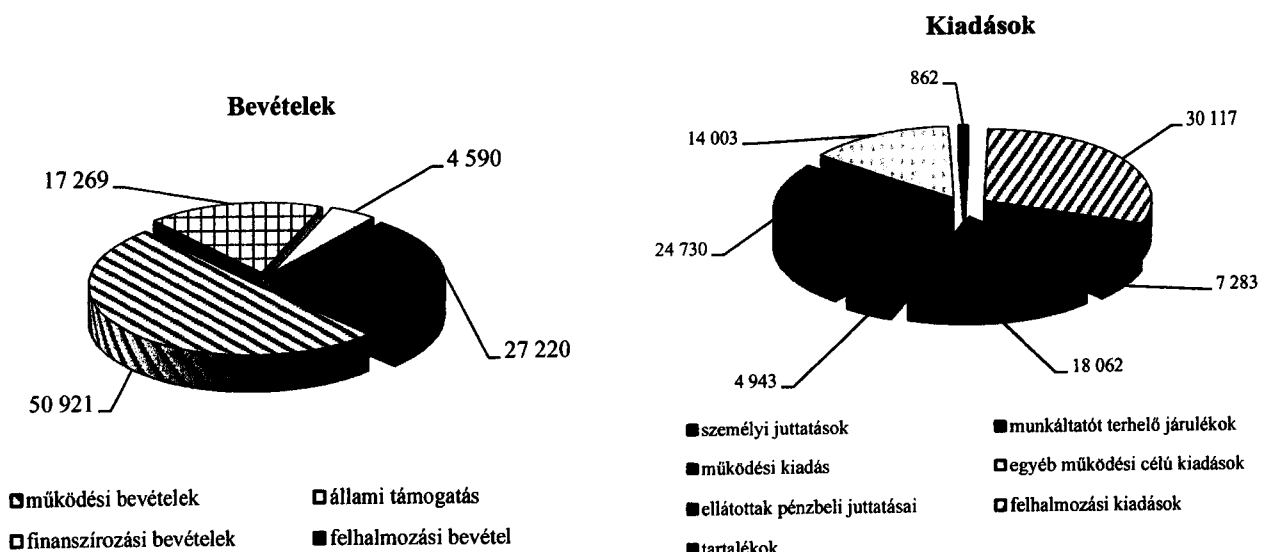 Bevételek
17 269
4 590
27 220
50 921
működési bevételek
állami támogatás
finanszírozási bevételek
felhalmozási bevétel
Kiadások
862
14 003
30 117
24 730
7 283
4 943
18 062
személyi juttatások
munkáltatót terhelő járulékok
működési kiadás
egyéb működési célú kiadások
ellátottak pénzbeli juttatásai
felhalmozási kiadások
tartalékok